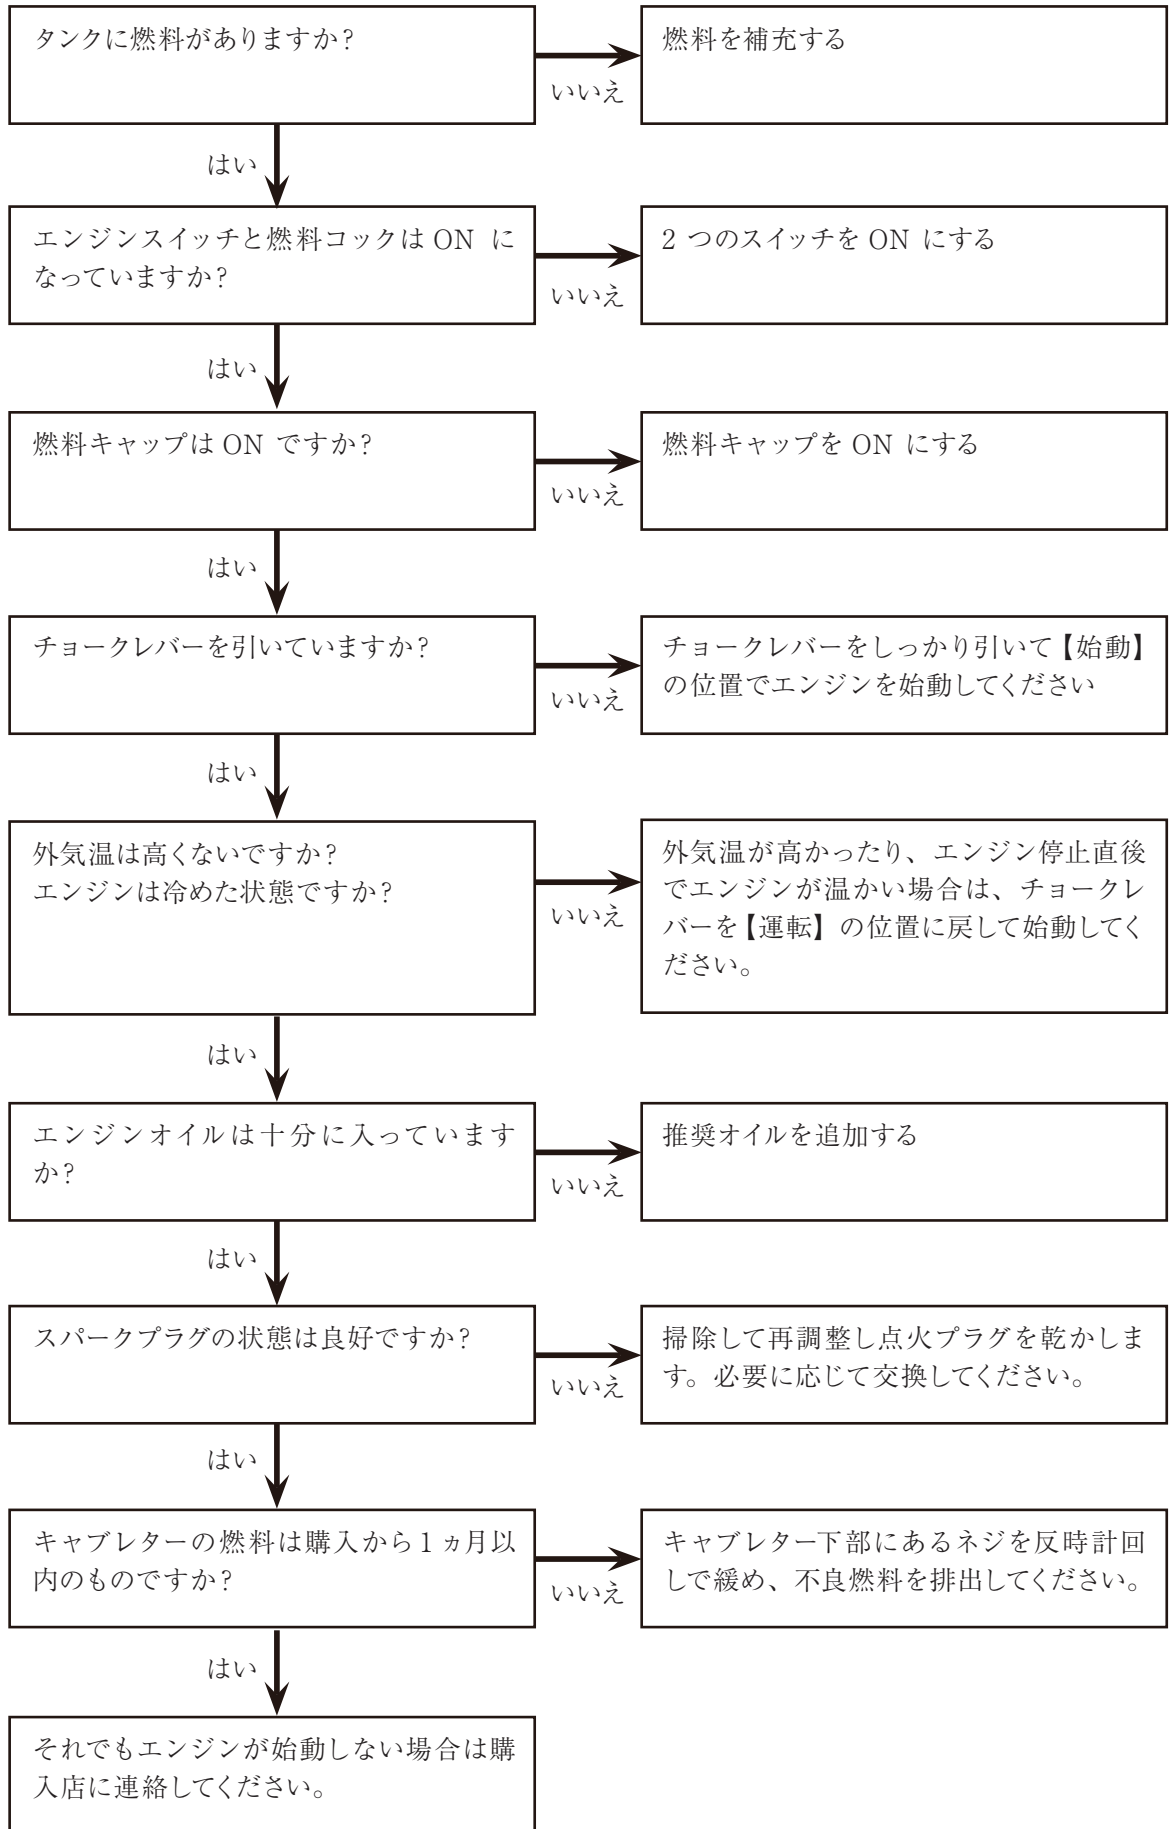 タンクに燃料がありますか?
燃料を補充する
いいえ
はい
エンジンスイッチと燃料コックは ON に
なっていますか?
2 つのスイッチを ON にする
いいえ
はい
燃料キャップは ON ですか?
燃料キャップを ON にする
いいえ
はい
チョークレバーを引いていますか?
チョークレバーをしっかり引いて【始動】
の位置でエンジンを始動してください
いいえ
はい
外気温は高くないですか?
エンジンは冷めた状態ですか?
外気温が高かったり、エンジン停止直後
でエンジンが温かい場合は、チョークレ
バーを【運転】の位置に戻して始動してく
ださい。
いいえ
はい
エンジンオイルは十分に入っています
か?
推奨オイルを追加する
いいえ
はい
スパークプラグの状態は良好ですか?
掃除して再調整し点火プラグを乾かしま
す。必要に応じて交換してください。
いいえ
はい
キャブレターの燃料は購入から1ヵ月以
内のものですか?
キャブレター下部にあるネジを反時計回
しで緩め、不良燃料を排出してください。
いいえ
はい
それでもエンジンが始動しない場合は購
入店に連絡してください。